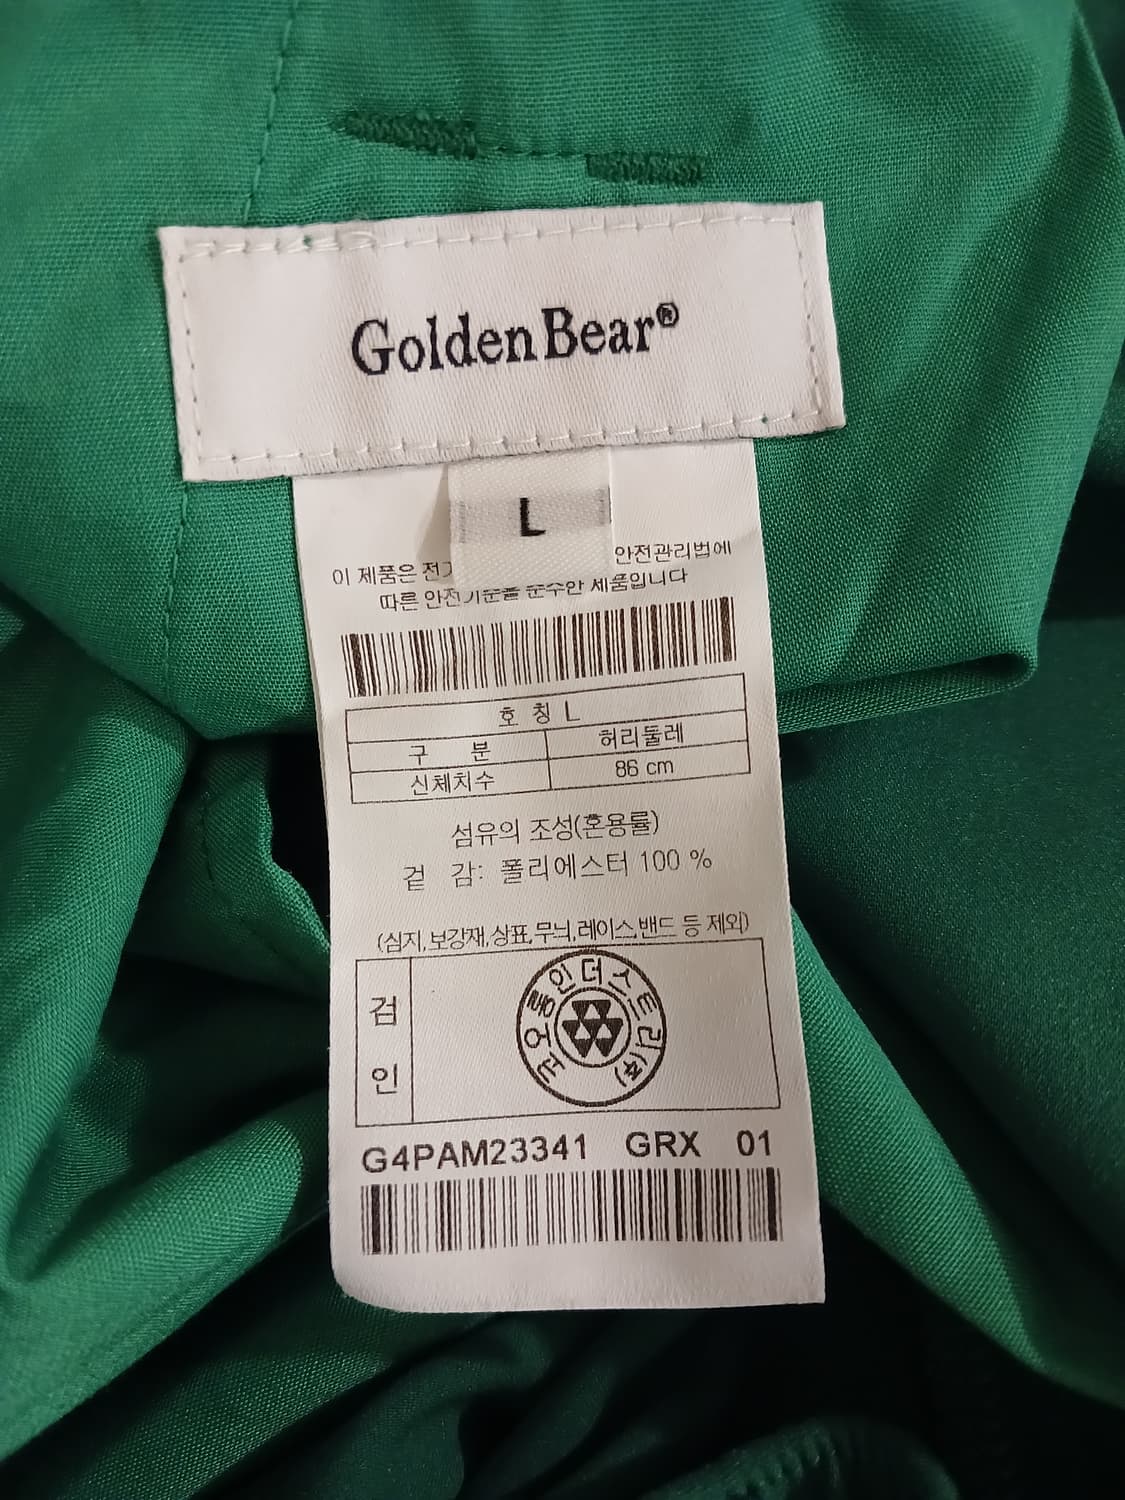 GoldenBear®
L
이 제품은 전기 안전관리법에
따른 안전기준을 준수한 제품입니다
호 칭 L
구 분 허리둘레
신체치수 86 cm
섬유의 조성(혼용률)
겉 감: 폴리에스터 100 %
(심지,보강재,상표,무늬,레이스,밴드 등 제외)
검
인
코오롱인더스트리(주)
G4PAM23341 GRX 01